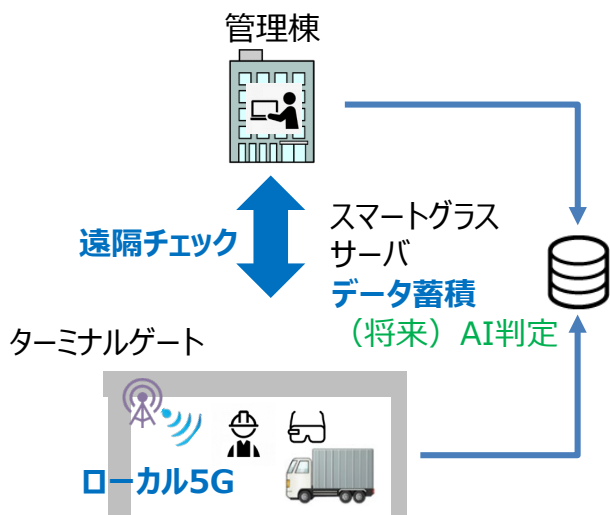 管理棟
遠隔チェック
スマートグラス
サーバ
データ蓄積
（将来）AI判定
ターミナルゲート
ローカル5G